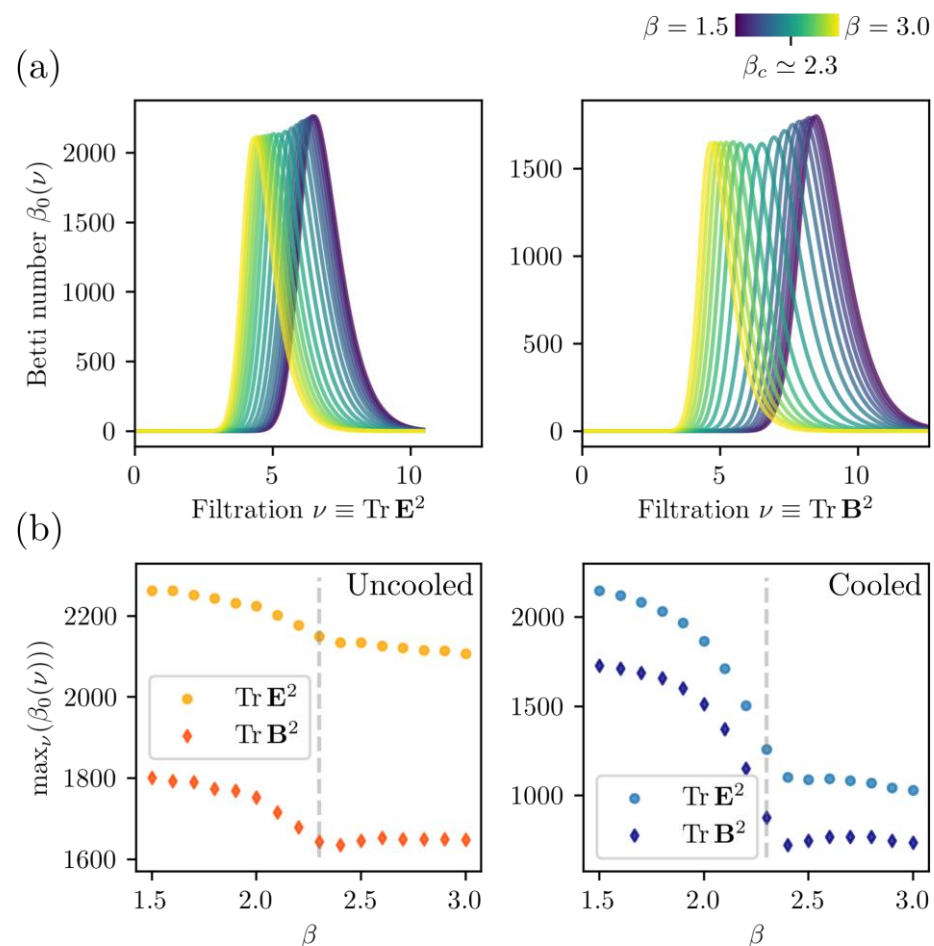 β = 1.5 β = 3.0
β_c ≃ 2.3
(a)
Betti number β₀(ν)
2000
1500
1000
500
0
0 5 10
Filtration ν ≡ Tr E²
1500
1000
500
0
0 5 10
Filtration ν ≡ Tr B²
(b)
max_ν(β₀(ν)))
Uncooled
2200
2000
1800
1600
Tr E²
Tr B²
1.5 2.0 2.5 3.0
β
Cooled
2000
1500
1000
Tr E²
Tr B²
1.5 2.0 2.5 3.0
β